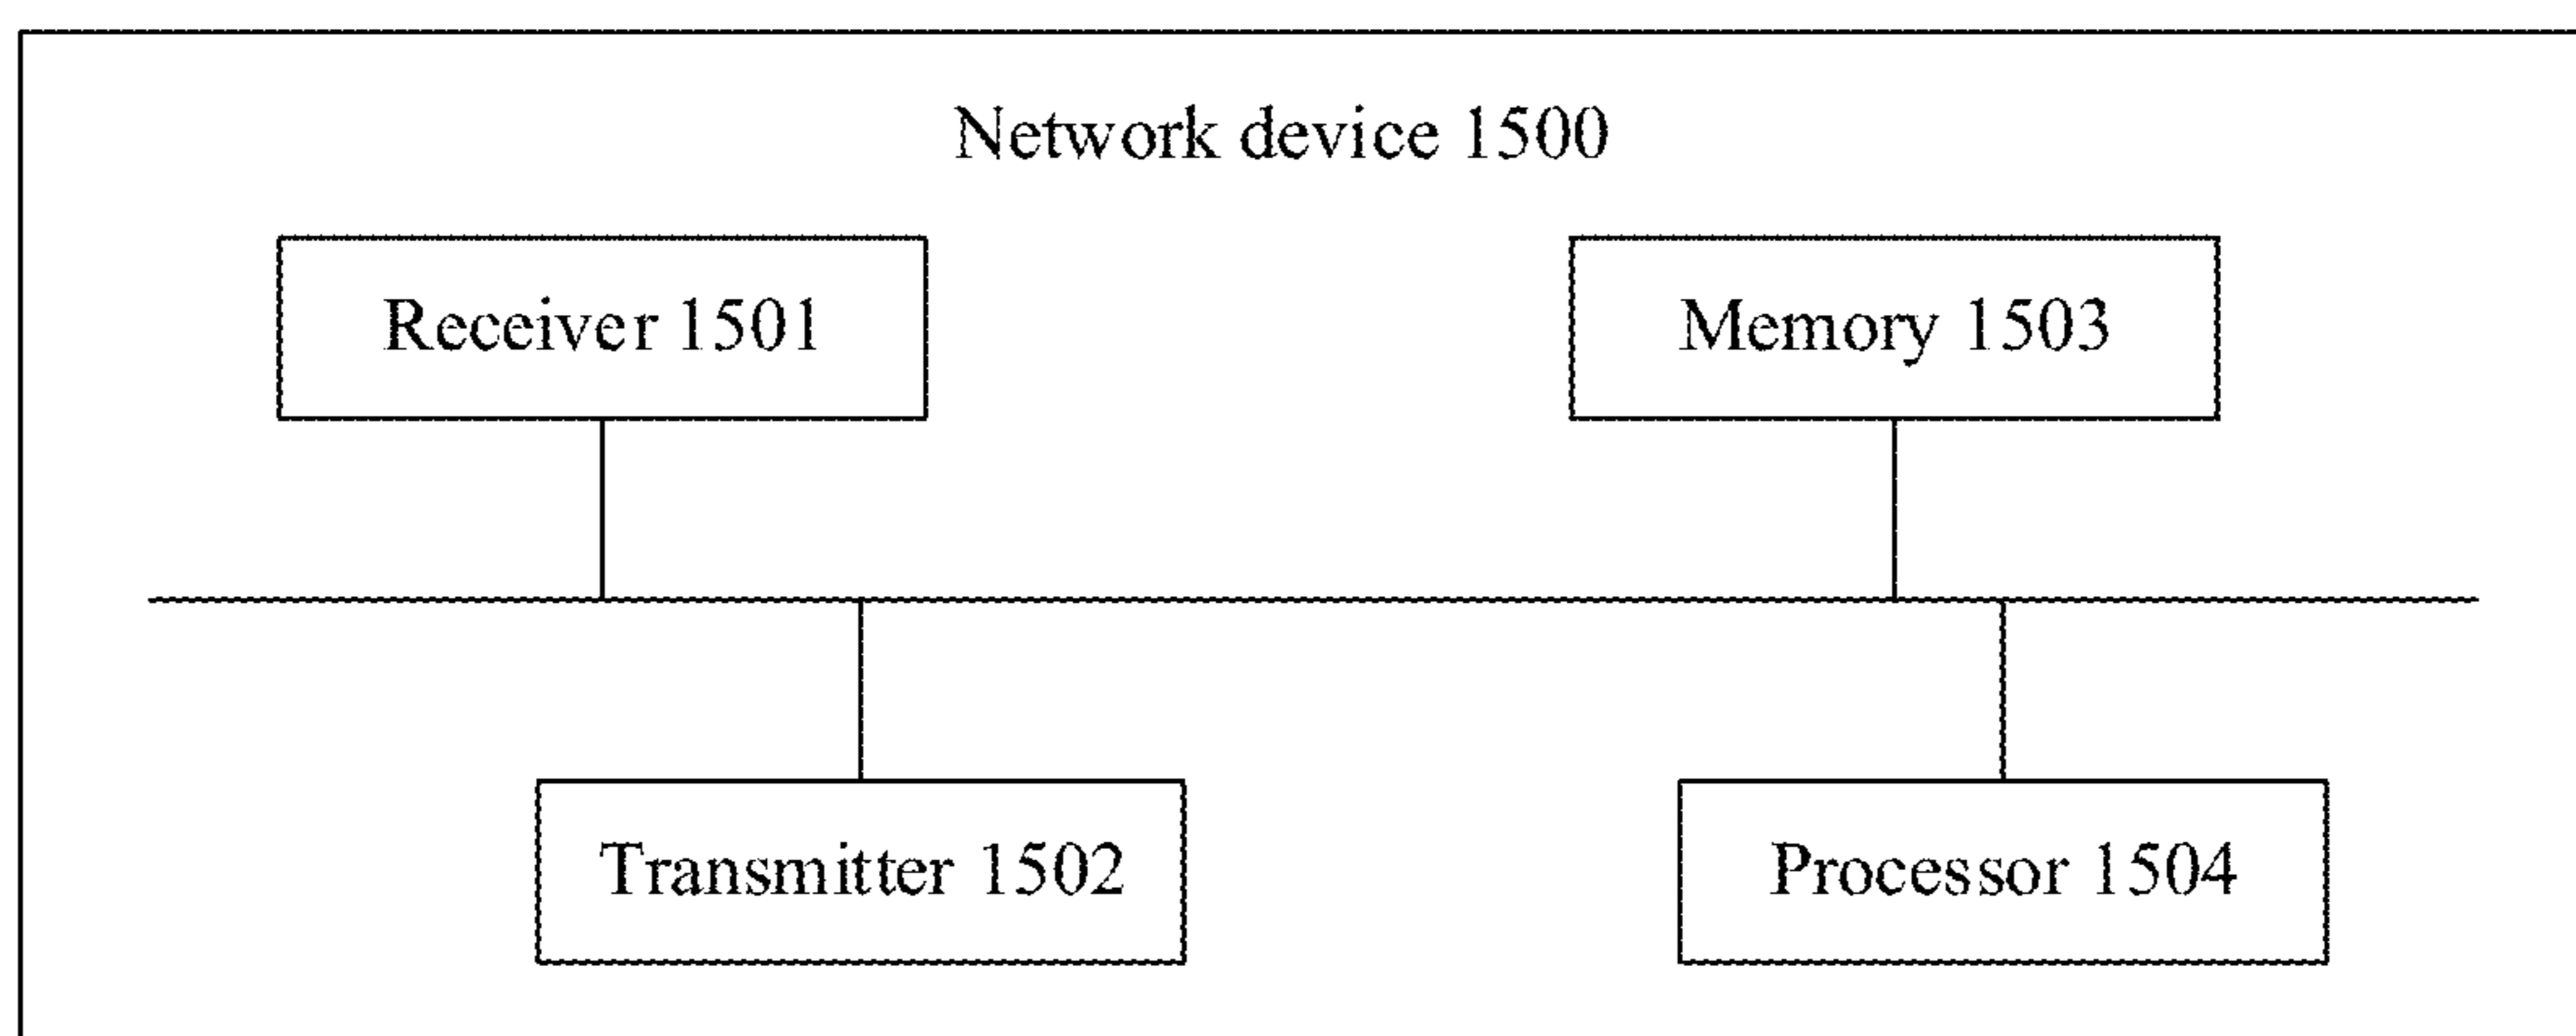 Network device 1500
Receiver 1501
Memory 1503
Transmitter 1502
Processor 1504